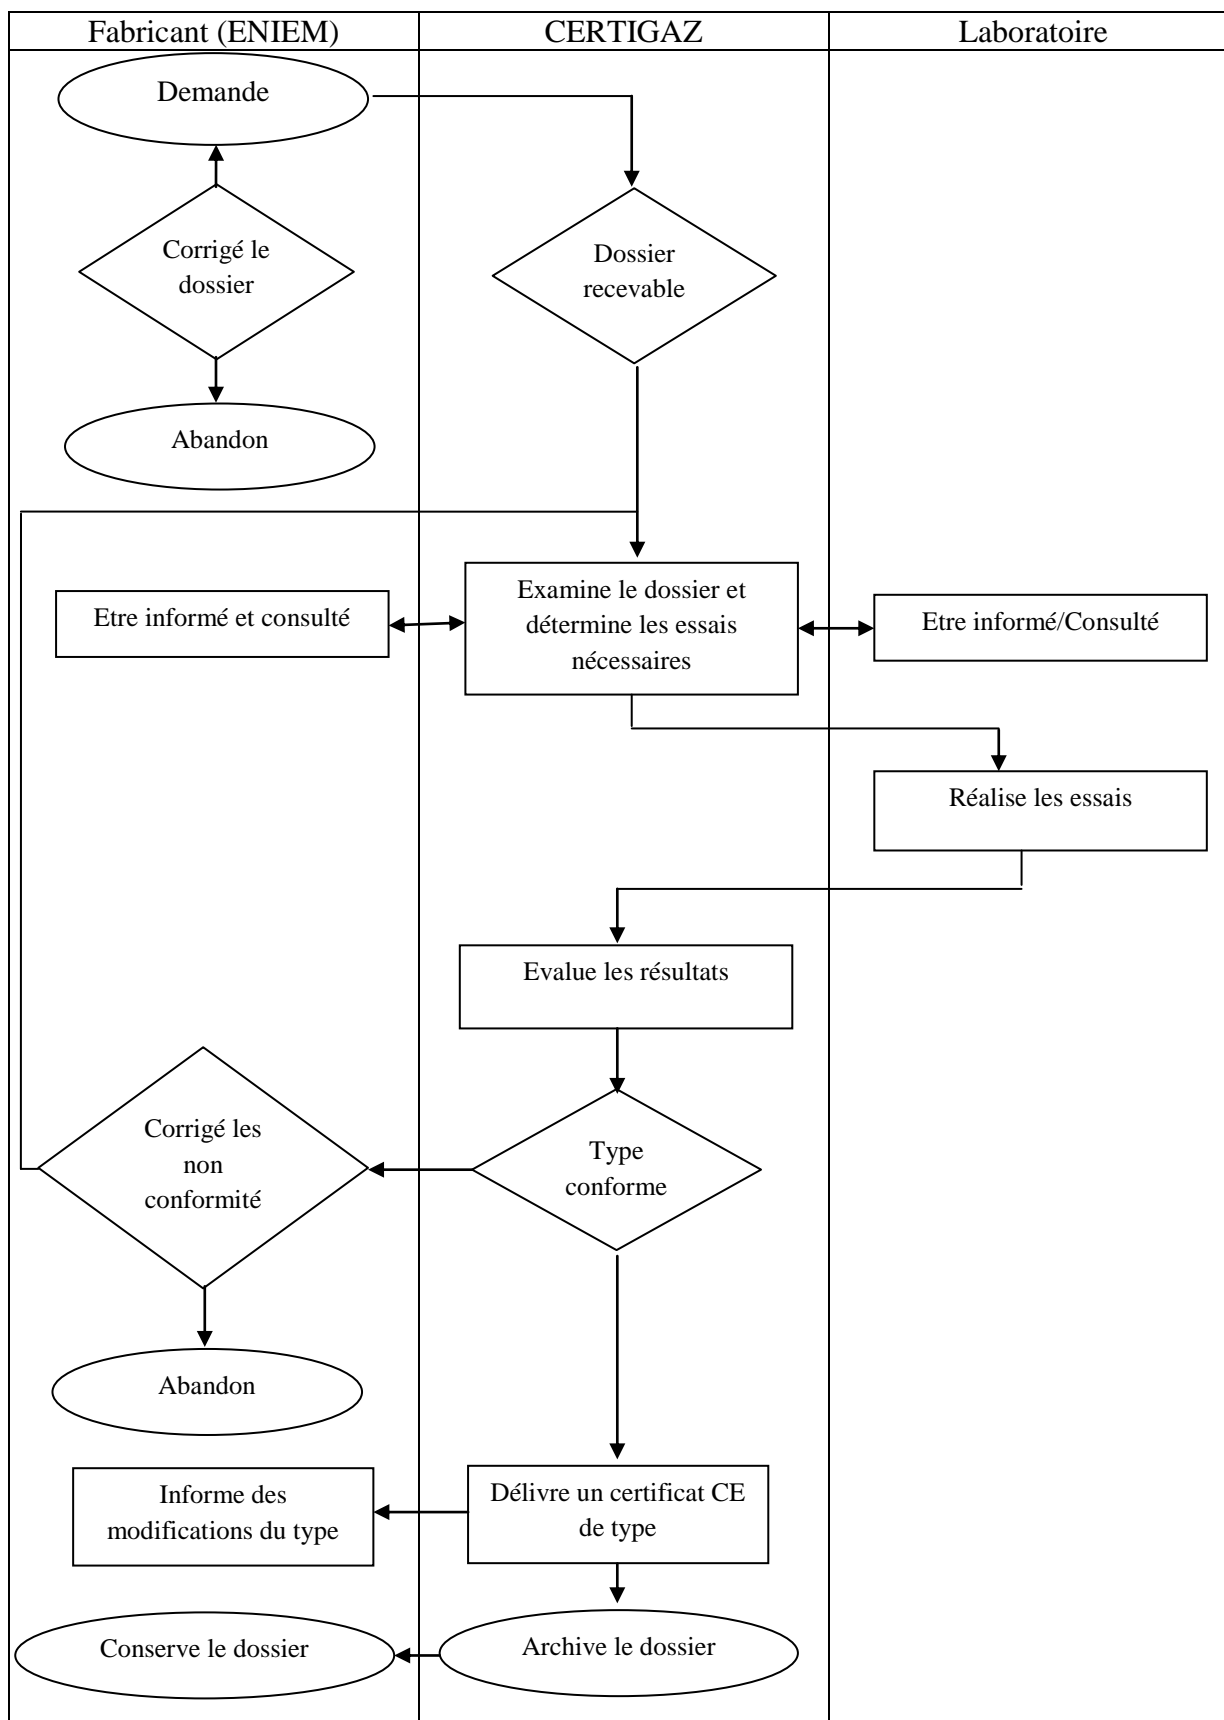 Fabricant (ENIEM)
CERTIGAZ
Laboratoire
Demande
Corrigé le
dossier
Dossier
recevable
Abandon
Etre informé et consulté
Examine le dossier et
détermine les essais
nécessaires
Etre informé/Consulté
Réalise les essais
Evalue les résultats
Corrigé les
non
conformité
Type
conforme
Abandon
Informe des
modifications du type
Délivre un certificat CE
de type
Conserve le dossier
Archive le dossier